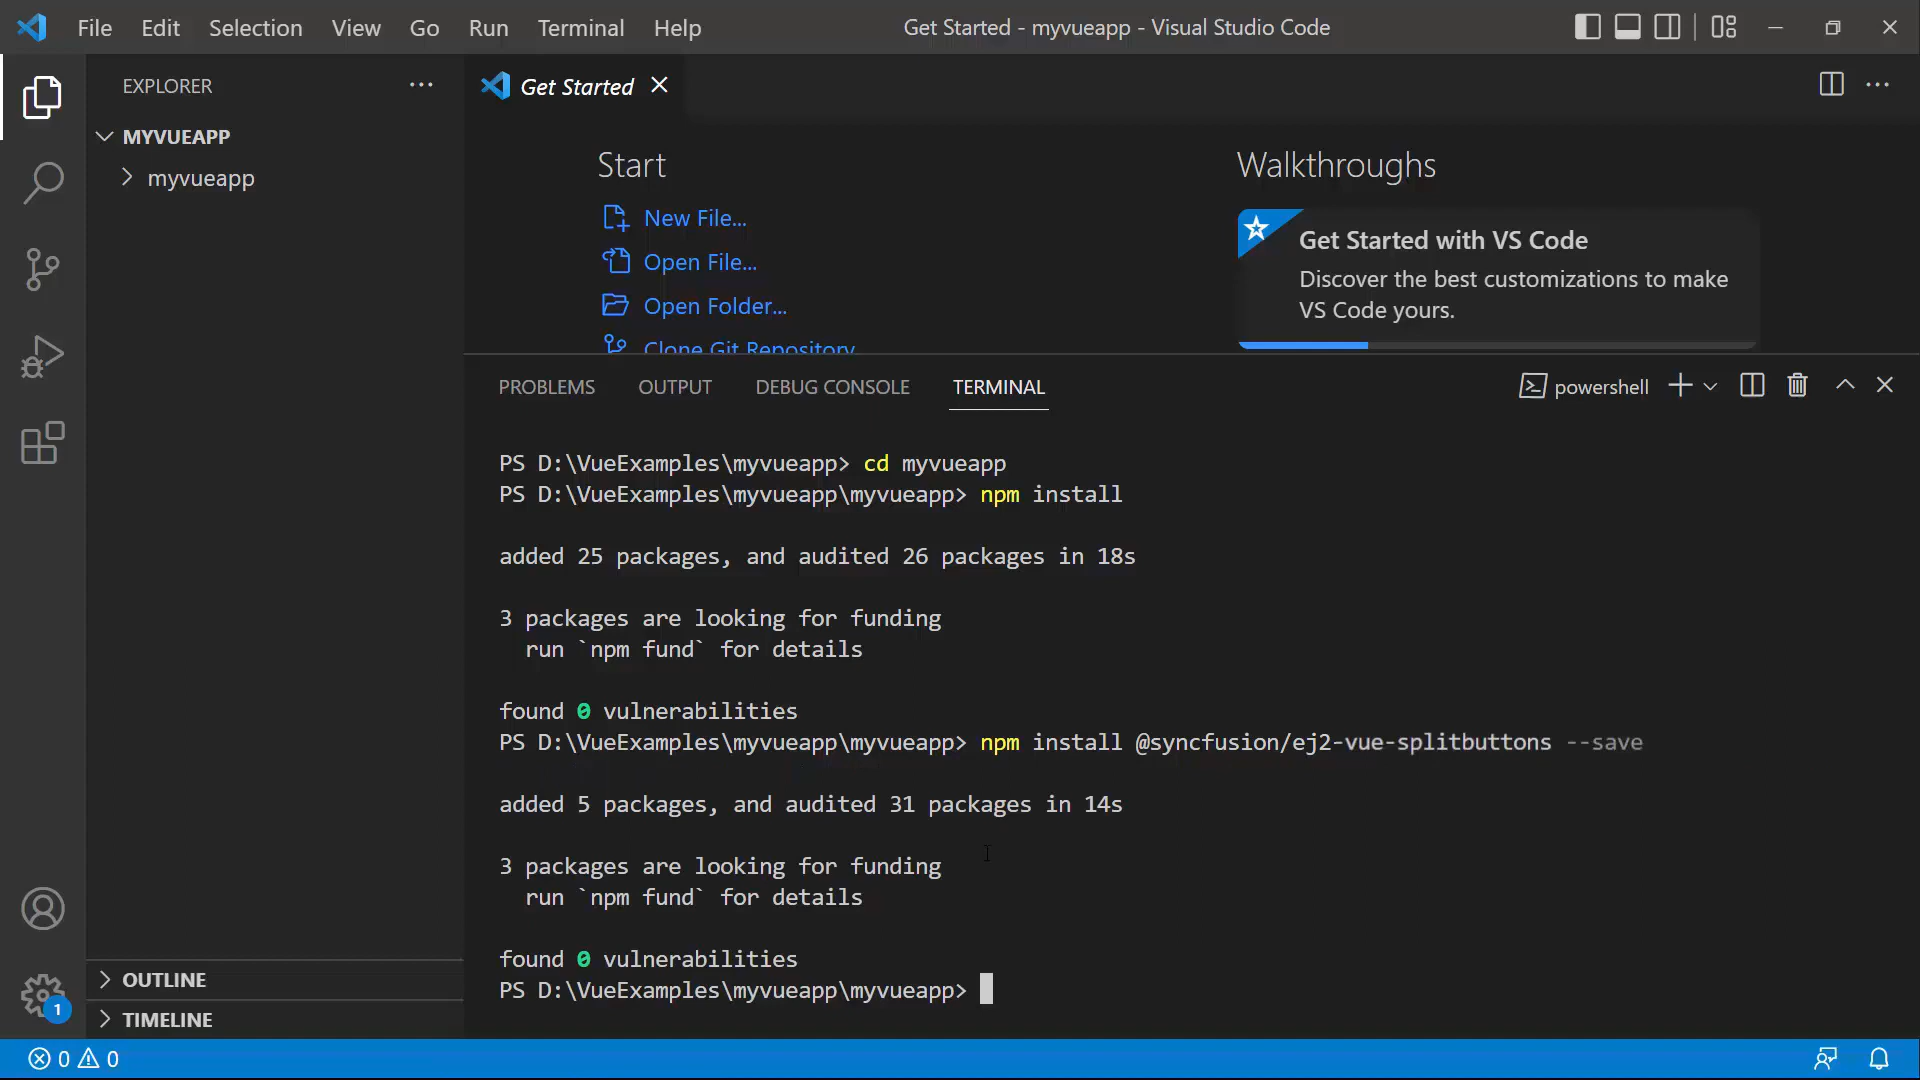 File Edit Selection View Go Run Terminal Help
Get Started - myvueapp - Visual Studio Code
EXPLORER
MYVUEAPP
myvueapp
Get Started
Start
New File...
Open File...
Open Folder...
Clone Git Repository
Walkthroughs
Get Started with VS Code
Discover the best customizations to make
VS Code yours.
PROBLEMS OUTPUT DEBUG CONSOLE TERMINAL
powershell
PS D:\VueExamples\myvueapp> cd myvueapp
PS D:\VueExamples\myvueapp\myvueapp> npm install
added 25 packages, and audited 26 packages in 18s
3 packages are looking for funding
run `npm fund` for details
found 0 vulnerabilities
PS D:\VueExamples\myvueapp\myvueapp> npm install @syncfusion/ej2-vue-splitbuttons --save
added 5 packages, and audited 31 packages in 14s
3 packages are looking for funding
run `npm fund` for details
found 0 vulnerabilities
PS D:\VueExamples\myvueapp\myvueapp>
OUTLINE
TIMELINE
1
0 0